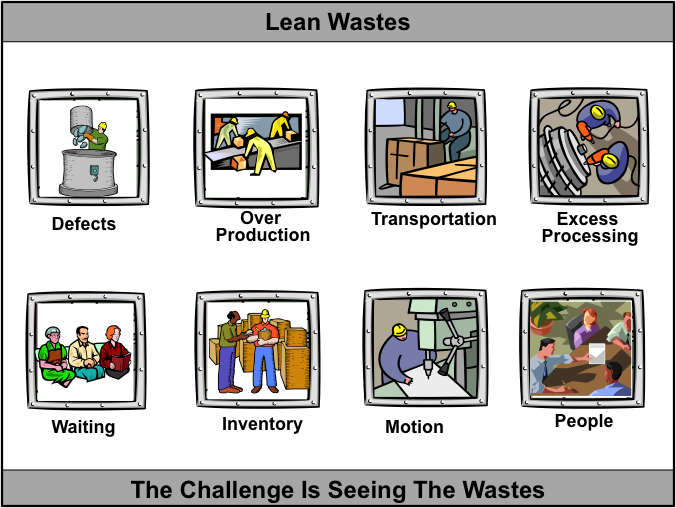 Lean Wastes
Defects
Over
Production
Transportation
Excess
Processing
Waiting
Inventory
Motion
People
The Challenge Is Seeing The Wastes